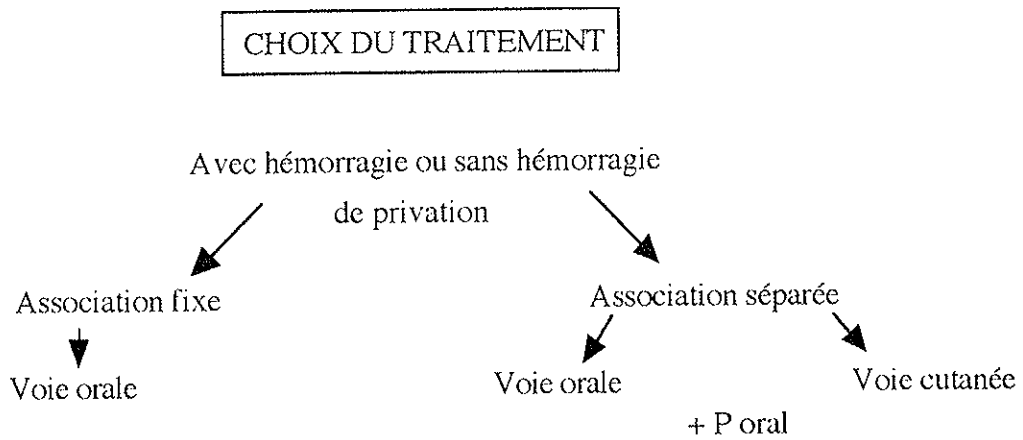 CHOIX DU TRAITEMENT
Avec hémorragie ou sans hémorragie
de privation
Association fixe
Association séparée
Voie orale
Voie orale
Voie cutanée
+ P oral